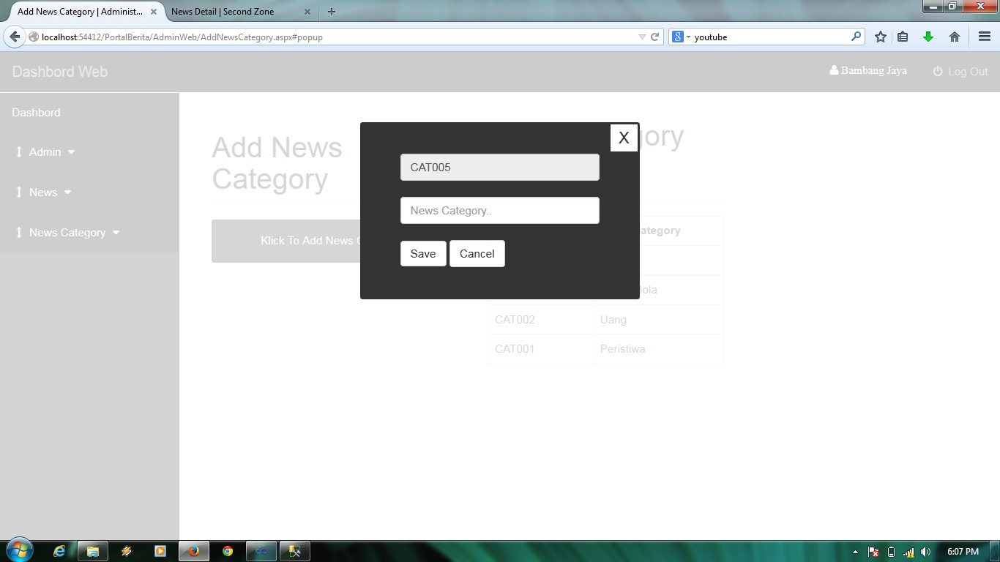 Add News Category | Administ...
News Detail | Second Zone
localhost:54412/PortalBerita/AdminWeb/AddNewsCategory.aspx#popup
8
youtube
Dashbord Web
Bambang Jaya
Log Out
Dashbord
Admin
News
News Category
Add News
Category
Klick To Add News
X
CAT005
News Category..
Save
Cancel
gory
ategory
Bola
CAT002
Uang
CAT001
Peristiwa
6:07 PM